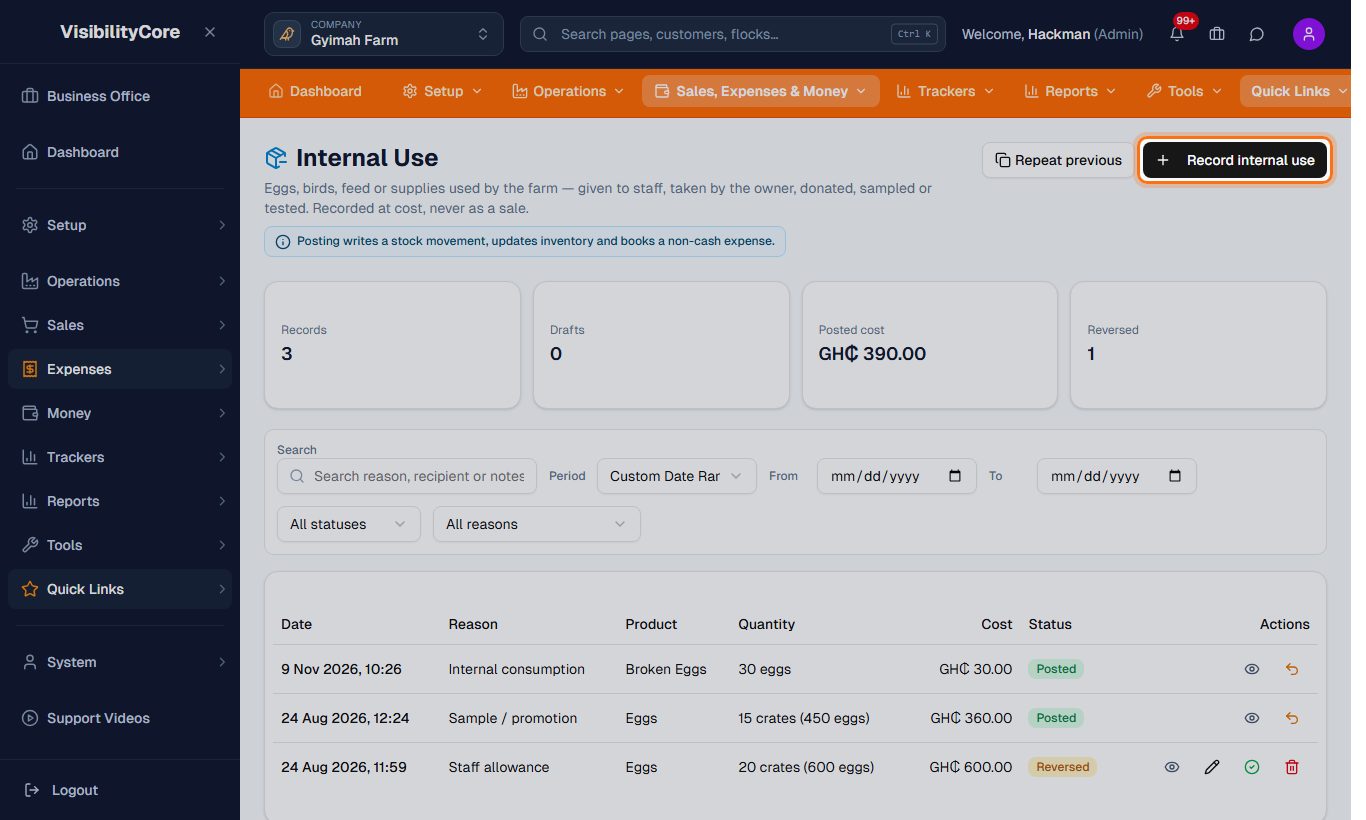 VisibilityCore
COMPANY
Gyimah Farm
Search pages, customers, flocks...
Ctrl K
Welcome, Hackman (Admin)
99+
Business Office
Dashboard
Setup
Operations
Sales
Expenses
Money
Trackers
Reports
Tools
Quick Links
System
Support Videos
Logout
Dashboard
Setup
Operations
Sales, Expenses & Money
Trackers
Reports
Tools
Quick Links
Internal Use
Repeat previous
Record internal use
Eggs, birds, feed or supplies used by the farm — given to staff, taken by the owner, donated, sampled or
tested. Recorded at cost, never as a sale.
Posting writes a stock movement, updates inventory and books a non-cash expense.
Records
3
Drafts
0
Posted cost
GH₵ 390.00
Reversed
1
Search
Search reason, recipient or notes
Period
Custom Date Rar
From
mm/dd/yyyy
To
mm/dd/yyyy
All statuses
All reasons
Date Reason Product Quantity Cost Status Actions
9 Nov 2026, 10:26 Internal consumption Broken Eggs 30 eggs GH₵ 30.00 Posted
24 Aug 2026, 12:24 Sample / promotion Eggs 15 crates (450 eggs) GH₵ 360.00 Posted
24 Aug 2026, 11:59 Staff allowance Eggs 20 crates (600 eggs) GH₵ 600.00 Reversed